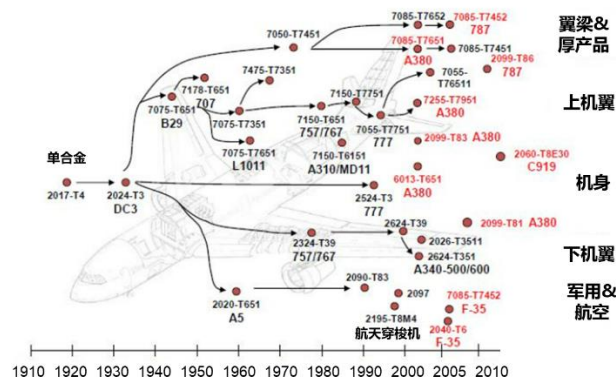 7085-T7652
7085-T7452
787
翼梁&
厚产品
7050-T7451
7085-T7651
A380
7085-T7451
2099-T86
787
7178-T651
707
7475-T7351
7055-
T76511
上机翼
7075-T651
B29
7075-T7351
7150-T651
757/767
7150-T7751
7055-T7751
777
7255-T7951
A380
7075-T7651
L1011
7150-T6151
A310/MD11
2099-T83
A380
2060-T8E30
C919
单合金
2017-T4
2024-T3
DC3
6013-T651
A380
机身
2524-T3
777
2324-T39
757/767
2624-T39
2099-T81
A380
2026-T3511
2624-T351
A340-500/600
下机翼
2020-T651
A5
2090-T83
2097
2195-T8M4
航天穿梭机
7085-T7452
F-35
2040-T6
F-35
军用&
航空
1910
1920
1930
1940
1950
1960
1970
1980
1985
1990
1995
2000
2005
2010